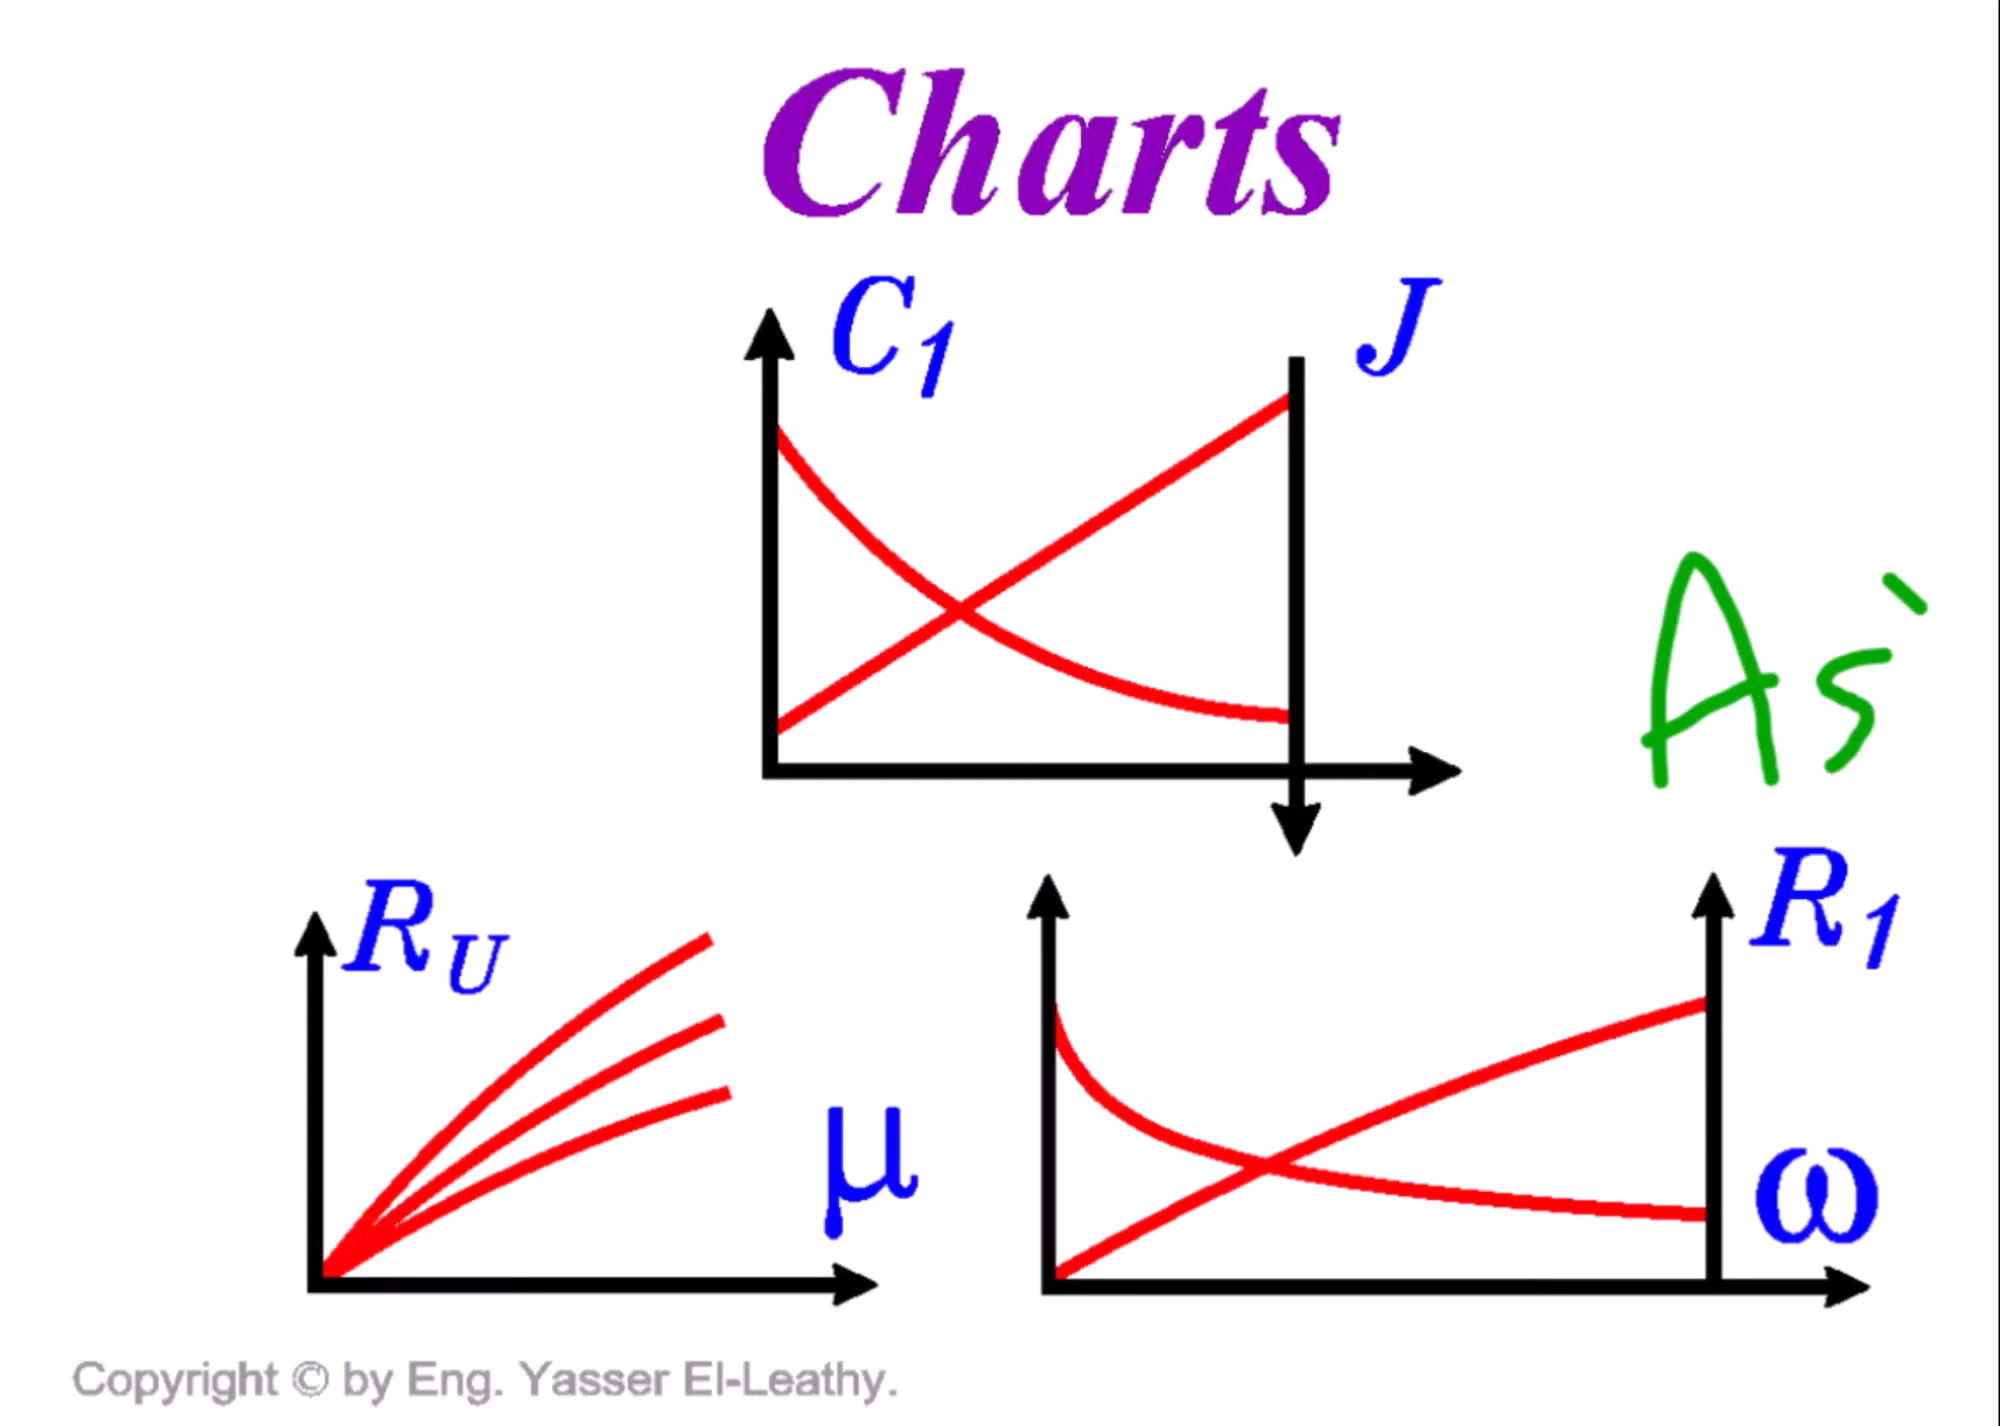 Charts
C1
J
As`
RU
R1
μ
ω
Copyright © by Eng. Yasser El-Leathy.